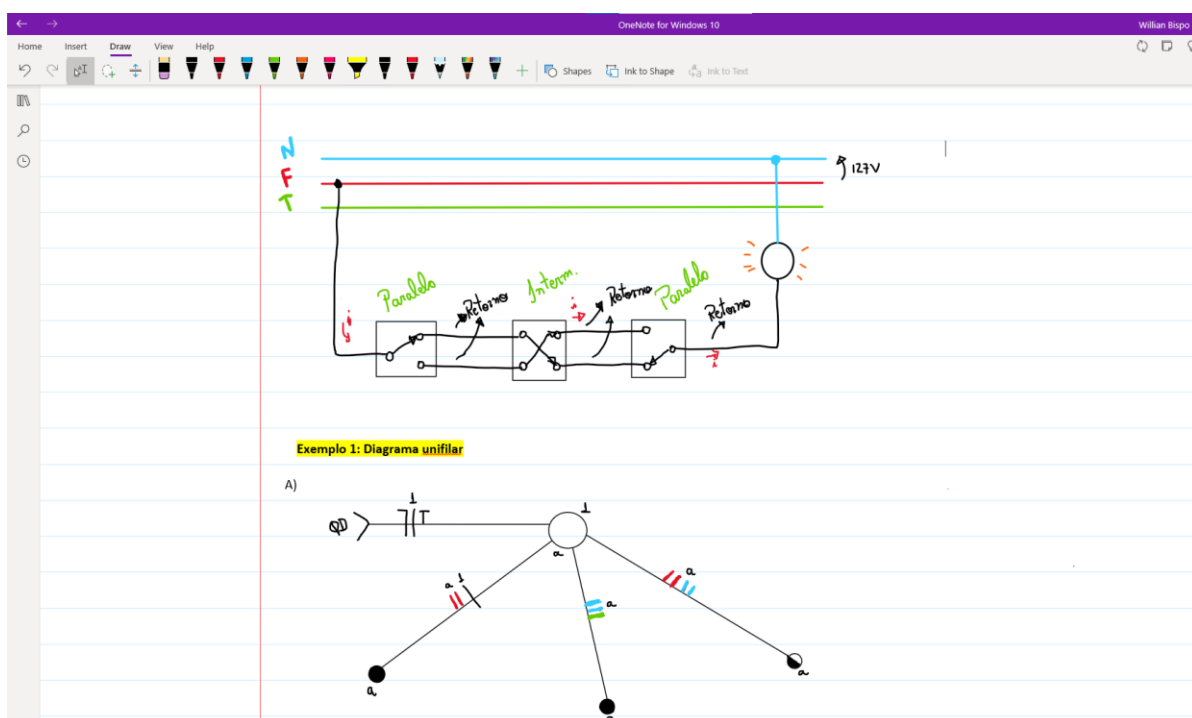 OneNote for Windows 10
Willian Bispo
Home Insert Draw View Help
Shapes Ink to Shape Ink to Text
N
127V
F
T
Paralelo Interm. Paralelo
Retorno i Retorno Retorno
i
i
Exemplo 1: Diagrama unifilar
A)
1 1
QD T
a
a 1 a
a
a
a